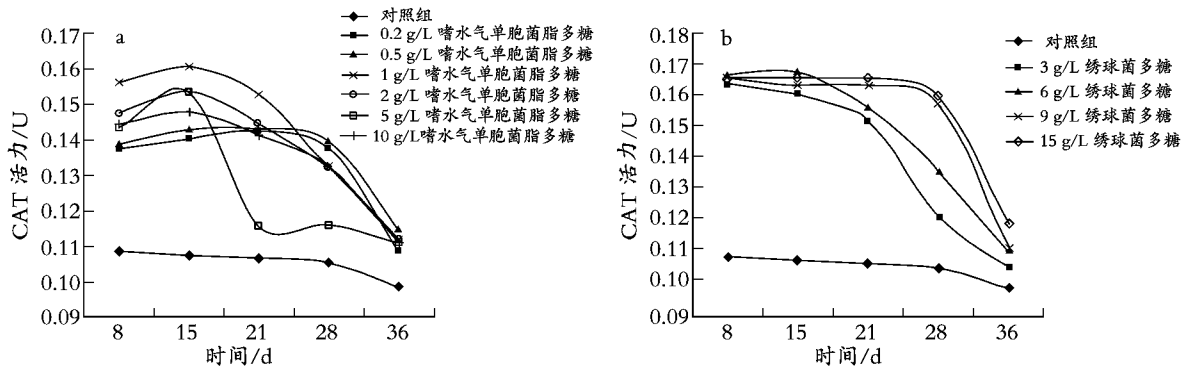 a
对照组
0.2 g/L 嗜水气单胞菌脂多糖
0.5 g/L 嗜水气单胞菌脂多糖
1 g/L 嗜水气单胞菌脂多糖
2 g/L 嗜水气单胞菌脂多糖
5 g/L 嗜水气单胞菌脂多糖
10 g/L 嗜水气单胞菌脂多糖
CAT 活力/U
0.17
0.16
0.15
0.14
0.13
0.12
0.11
0.10
0.09
8 15 21 28 36
时间/d
b
对照组
3 g/L 绣球菌多糖
6 g/L 绣球菌多糖
9 g/L 绣球菌多糖
15 g/L 绣球菌多糖
CAT 活力/U
0.18
0.17
0.16
0.15
0.14
0.13
0.12
0.11
0.10
0.09
8 15 21 28 36
时间/d